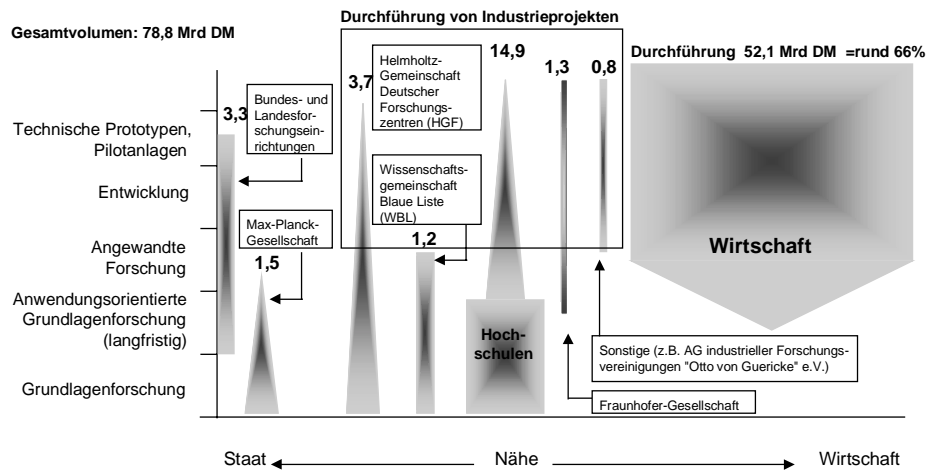 Durchführung von Industrieprojekten
Gesamtvolumen: 78,8 Mrd DM
Durchführung 52,1 Mrd DM =rund 66%
Technische Prototypen,
Pilotanlagen
Entwicklung
Angewandte
Forschung
Anwendungsorientierte
Grundlagenforschung
(langfristig)
Grundlagenforschung
3,3
Bundes- und
Landesfor-
schungsein-
richtungen
Max-Planck-
Gesellschaft
1,5
3,7
Helmholtz-
Gemeinschaft
Deutscher
Forschungs-
zentren (HGF)
Wissenschafts-
gemeinschaft
Blaue Liste
(WBL)
1,2
14,9
Hoch-
schulen
1,3
0,8
Wirtschaft
Sonstige (z.B. AG industrieller Forschungs-
vereinigungen "Otto von Guericke" e.V.)
Fraunhofer-Gesellschaft
Staat
Nähe
Wirtschaft